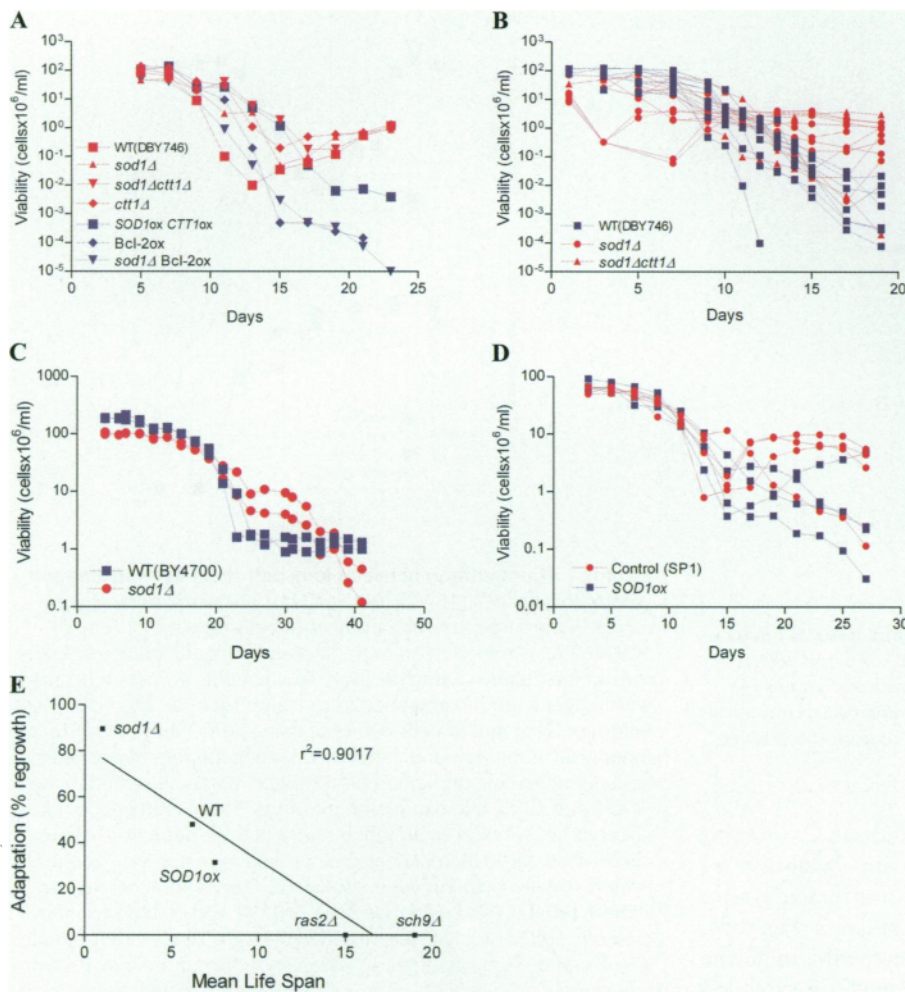 A
Viability (cellsx10⁶/ml)
10³
10²
10¹
10⁰
10⁻¹
10⁻²
10⁻³
10⁻⁴
10⁻⁵
WT(DBY746)
sod1Δ
sod1Δctt1Δ
ctt1Δ
SOD1ox CTT1ox
Bcl-2ox
sod1Δ Bcl-2ox
0 5 10 15 20 25
Days
B
Viability (cellsx10⁶/ml)
10³
10²
10¹
10⁰
10⁻¹
10⁻²
10⁻³
10⁻⁴
10⁻⁵
WT(DBY746)
sod1Δ
sod1Δctt1Δ
0 5 10 15 20
Days
C
Viability (cellsx10⁶/ml)
1000
100
10
1
0.1
WT(BY4700)
sod1Δ
0 10 20 30 40 50
Days
D
Viability (cellsx10⁶/ml)
100
10
1
0.1
0.01
Control (SP1)
SOD1ox
0 5 10 15 20 25 30
Days
E
Adaptation (% regrowth)
100
80
60
40
20
0
sod1Δ
r²=0.9017
WT
SOD1ox
ras2Δ
sch9Δ
0 5 10 15 20
Mean Life Span